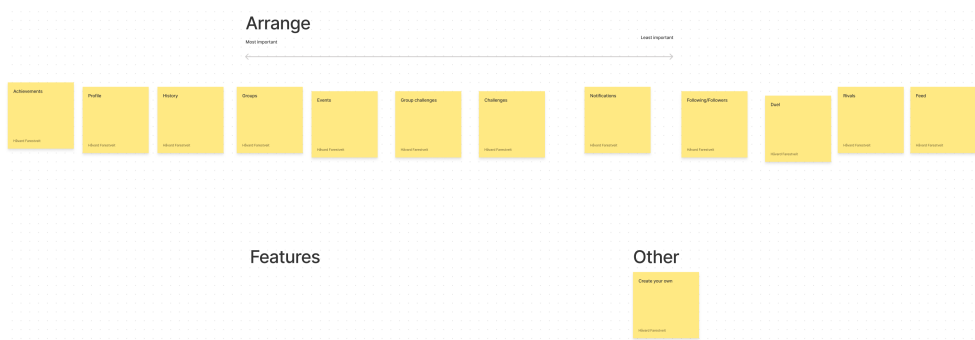 Arrange
Most important
Least important
Achievements
Profile
History
Groups
Events
Group challenges
Challenges
Notifications
Following/Followers
Duel
Rivals
Feed
Features
Other
Create your own